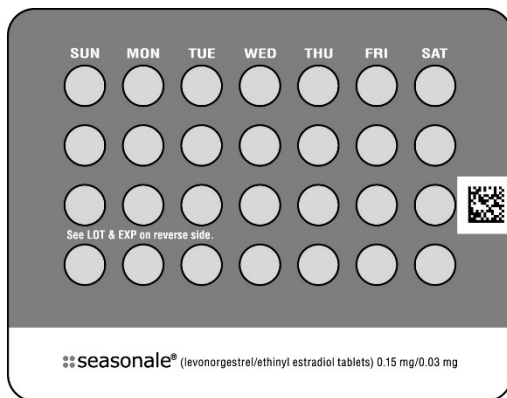 SUN MON TUE WED THU FRI SAT
See LOT & EXP on reverse side.
seasonale® (levonorgestrel/ethinyl estradiol tablets) 0.15 mg/0.03 mg